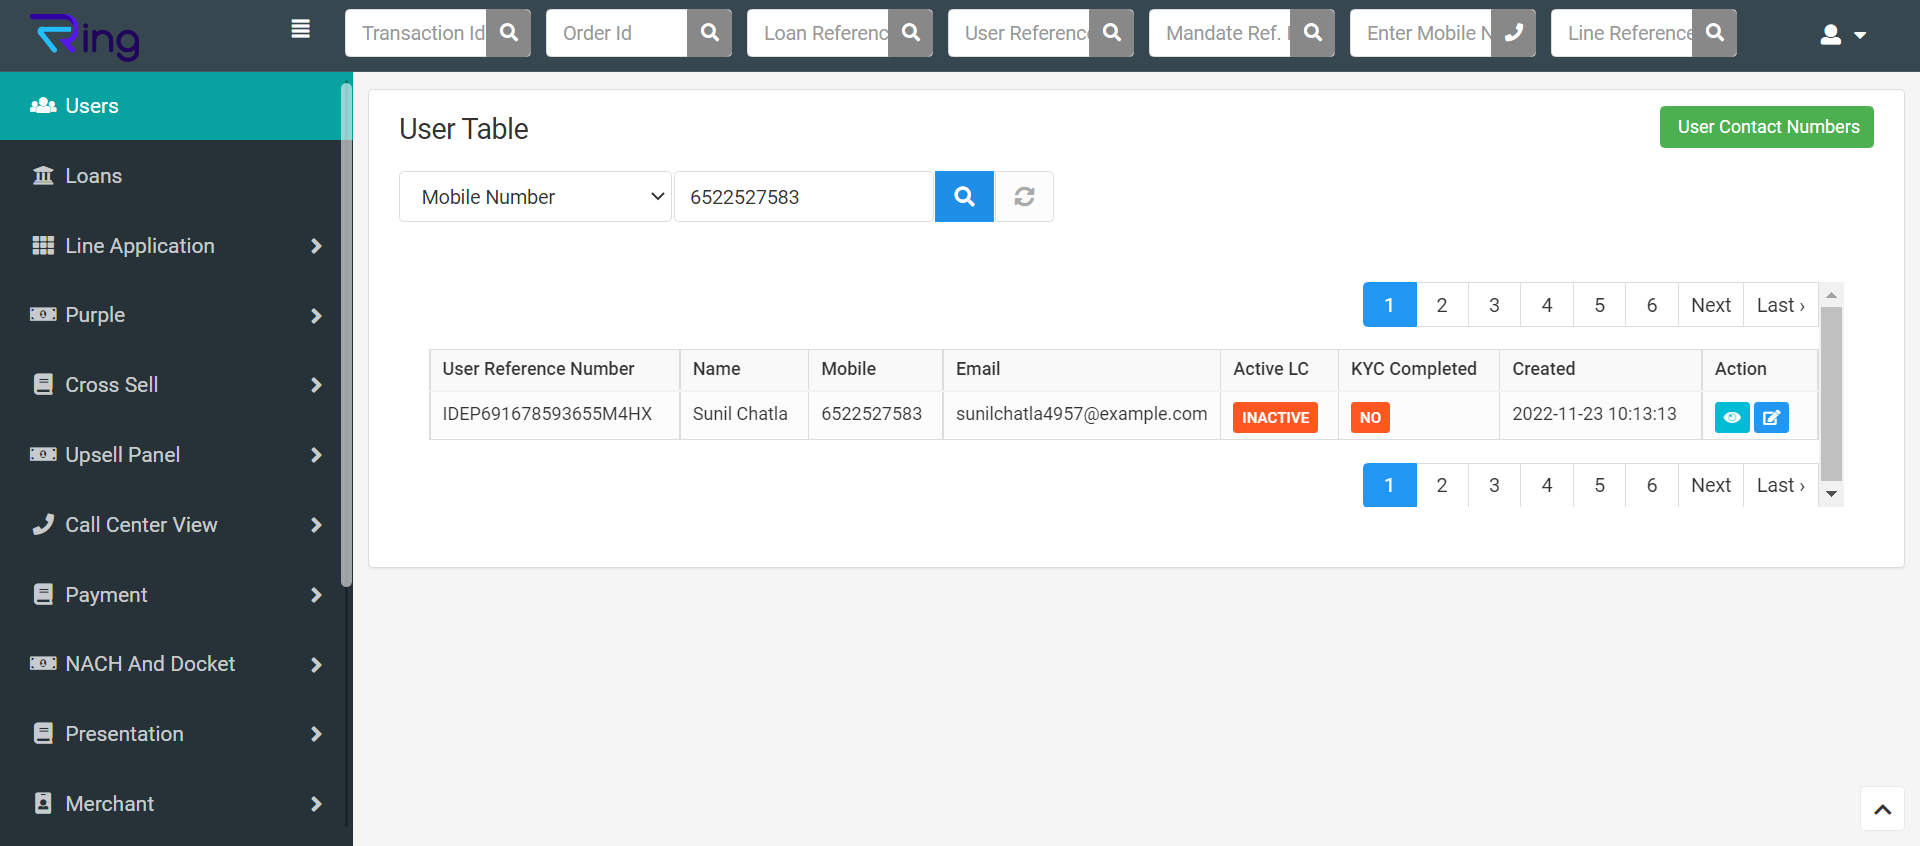 Ring
Transaction Id
Order Id
Loan Referenc
User Referenc
Mandate Ref.
Enter Mobile N
Line Reference
Users
Loans
Line Application
Purple
Cross Sell
Upsell Panel
Call Center View
Payment
NACH And Docket
Presentation
Merchant
User Table
User Contact Numbers
Mobile Number
6522527583
1 2 3 4 5 6 Next Last ›
User Reference Number Name Mobile Email Active LC KYC Completed Created Action
IDEP691678593655M4HX Sunil Chatla 6522527583 sunilchatla4957@example.com INACTIVE NO 2022-11-23 10:13:13
1 2 3 4 5 6 Next Last ›